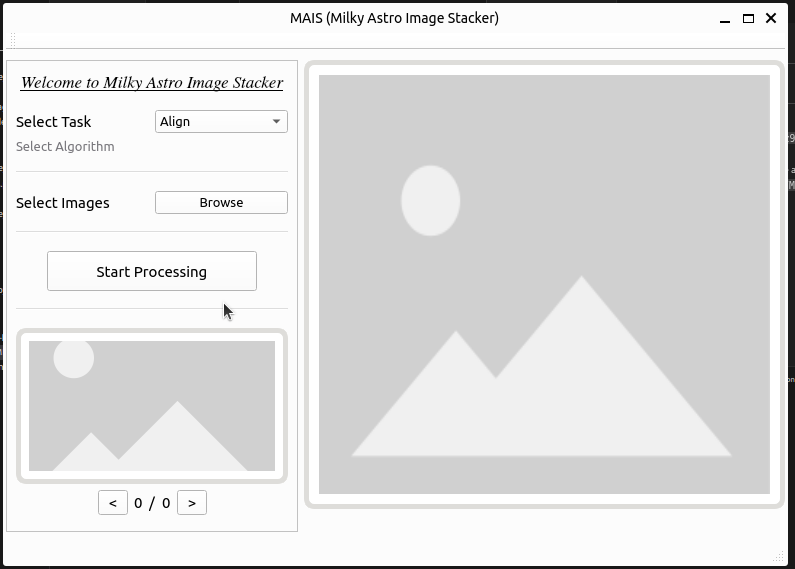 MAIS (Milky Astro Image Stacker)
Welcome to Milky Astro Image Stacker
Select Task Align
Select Algorithm
Select Images Browse
Start Processing
< 0 / 0 >